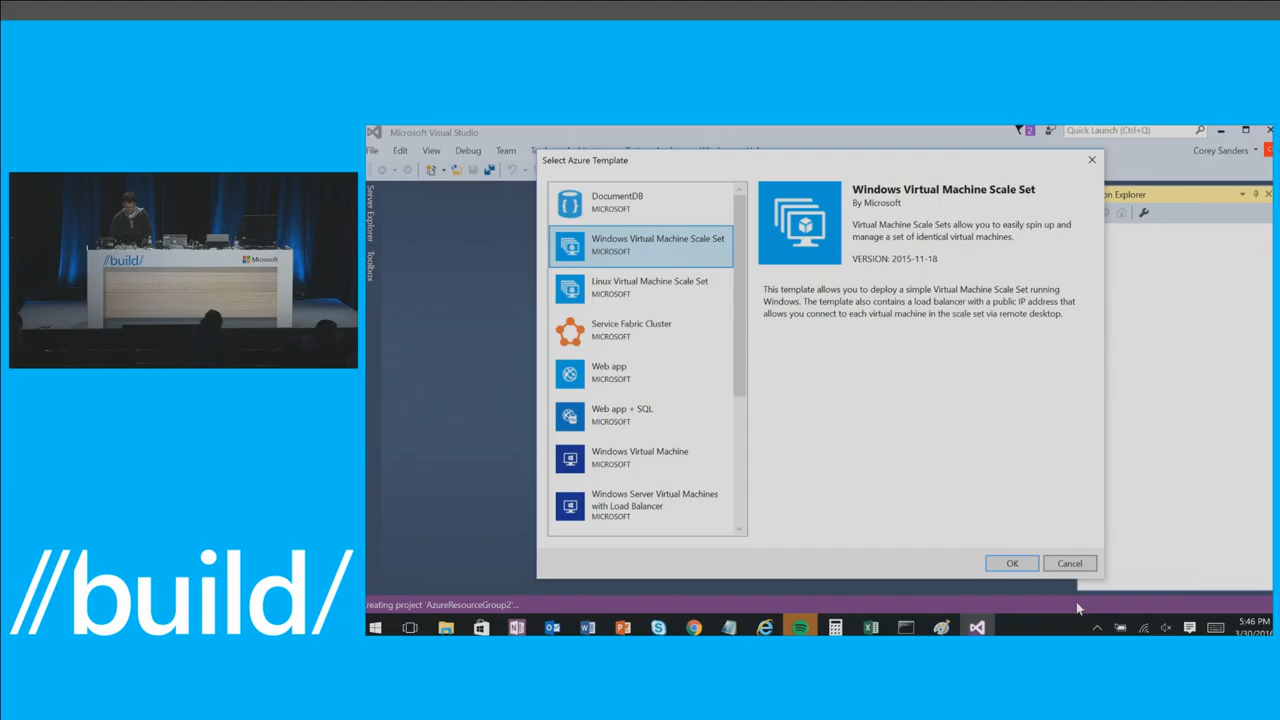 Microsoft Visual Studio
2
Quick Launch (Ctrl+Q)
File Edit View Debug Team
Corey Sanders
Server Explorer
Toolbox
Select Azure Template
DocumentDB
MICROSOFT
Windows Virtual Machine Scale Set
MICROSOFT
Linux Virtual Machine Scale Set
MICROSOFT
Service Fabric Cluster
MICROSOFT
Web app
MICROSOFT
Web app + SQL
MICROSOFT
Windows Virtual Machine
MICROSOFT
Windows Server Virtual Machines
with Load Balancer
MICROSOFT
Windows Virtual Machine Scale Set
By Microsoft
Virtual Machine Scale Sets allow you to easily spin up and
manage a set of identical virtual machines.
VERSION: 2015-11-18
This template allows you to deploy a simple Virtual Machine Scale Set running
Windows. The template also contains a load balancer with a public IP address that
allows you connect to each virtual machine in the scale set via remote desktop.
OK Cancel
on Explorer
reating project 'AzureResourceGroup2'...
5:46 PM
3/30/2016
//build/
Microsoft
//build/